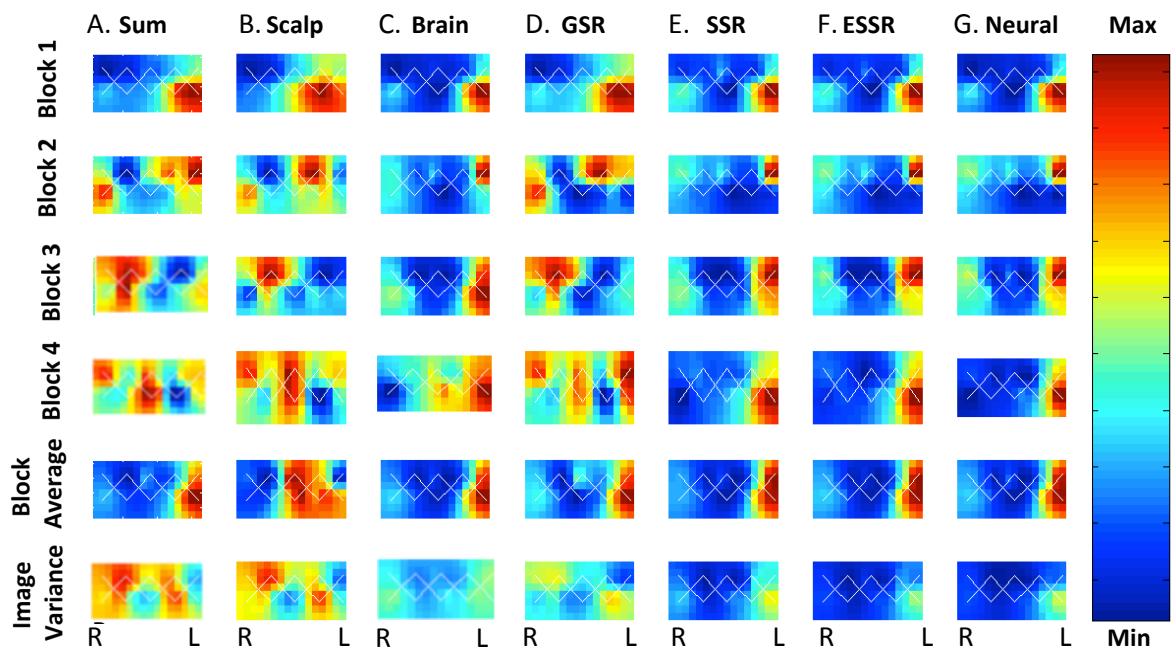 A. Sum B. Scalp C. Brain D. GSR E. SSR F. ESSR G. Neural Max
Block 1
Block 2
Block 3
Block 4
Block
Average
Image
Variance
R L R L R L R L R L R L R L Min